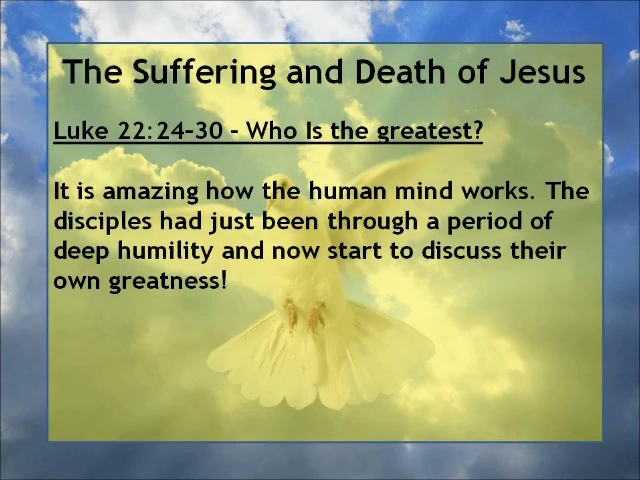 The Suffering and Death of Jesus
Luke 22:24-30 - Who Is the greatest?
It is amazing how the human mind works. The
disciples had just been through a period of
deep humility and now start to discuss their
own greatness!